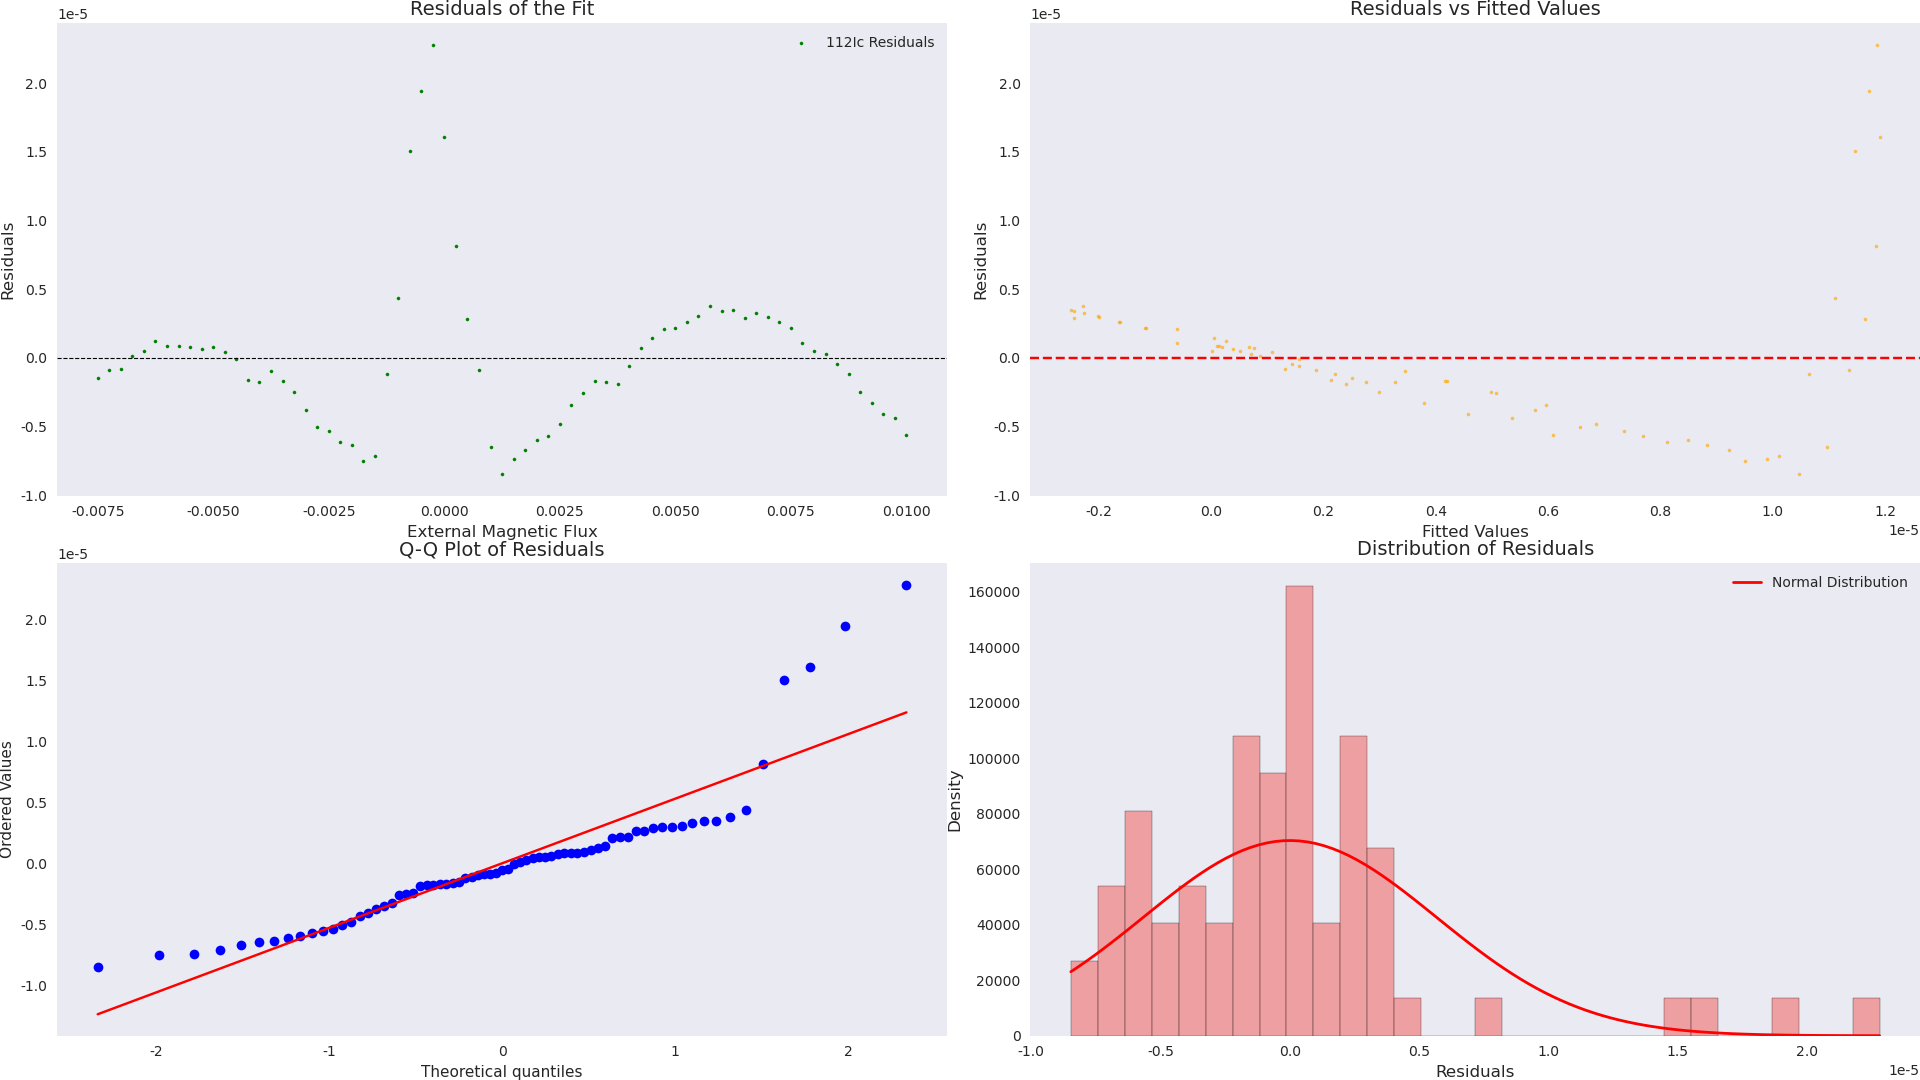 Residuals of the Fit
1e-5
112Ic Residuals
2.0
1.5
1.0
0.5
0.0
-0.5
-1.0
Residuals
-0.0075 -0.0050 -0.0025 0.0000 0.0025 0.0050 0.0075 0.0100
External Magnetic Flux
Residuals vs Fitted Values
1e-5
2.0
1.5
1.0
0.5
0.0
-0.5
-1.0
Residuals
-0.2 0.0 0.2 0.4 0.6 0.8 1.0 1.2
1e-5
Fitted Values
Q-Q Plot of Residuals
1e-5
2.0
1.5
1.0
0.5
0.0
-0.5
-1.0
Ordered Values
-2 -1 0 1 2
Theoretical quantiles
Distribution of Residuals
Normal Distribution
160000
140000
120000
100000
80000
60000
40000
20000
0
Density
-1.0 -0.5 0.0 0.5 1.0 1.5 2.0
1e-5
Residuals